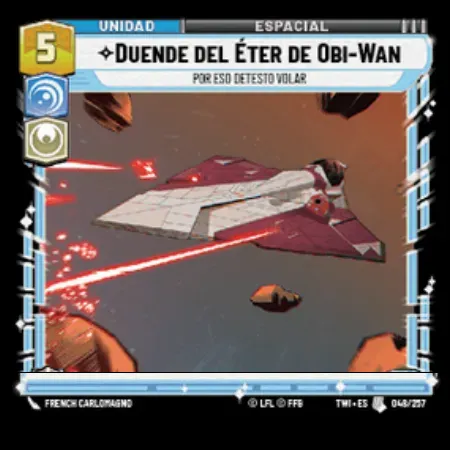 UNIDAD ESPACIAL
5
DUENDE DEL ÉTER DE OBI-WAN
POR ESO DETESTO VOLAR
FRENCH CARLOMAGNO © LFL © FFG TWI • ES 048/257